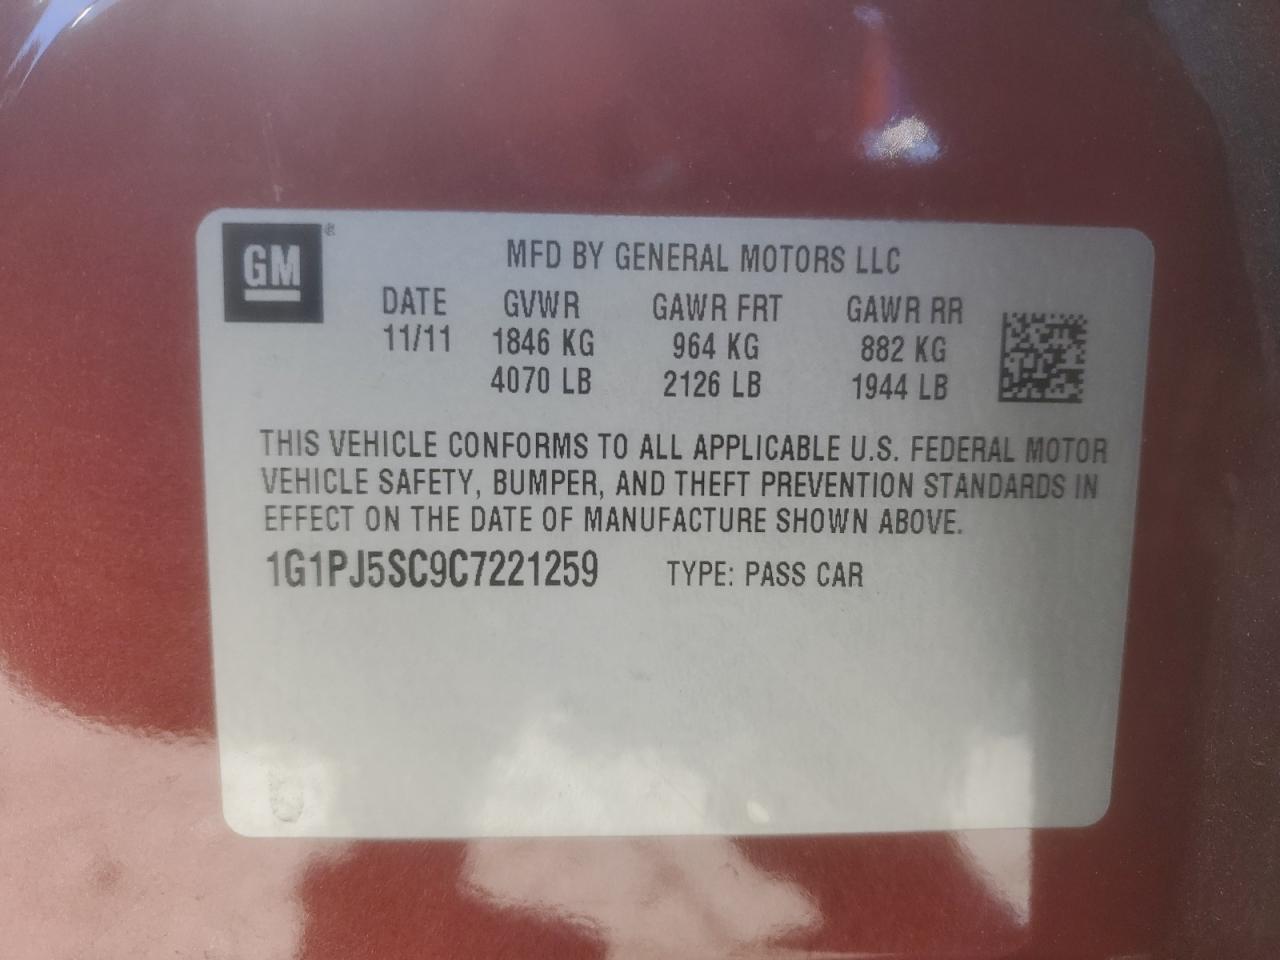 GM®
MFD BY GENERAL MOTORS LLC
DATE GVWR GAWR FRT GAWR RR
11/11 1846 KG 964 KG 882 KG
4070 LB 2126 LB 1944 LB
THIS VEHICLE CONFORMS TO ALL APPLICABLE U.S. FEDERAL MOTOR
VEHICLE SAFETY, BUMPER, AND THEFT PREVENTION STANDARDS IN
EFFECT ON THE DATE OF MANUFACTURE SHOWN ABOVE.
1G1PJ5SC9C7221259 TYPE: PASS CAR